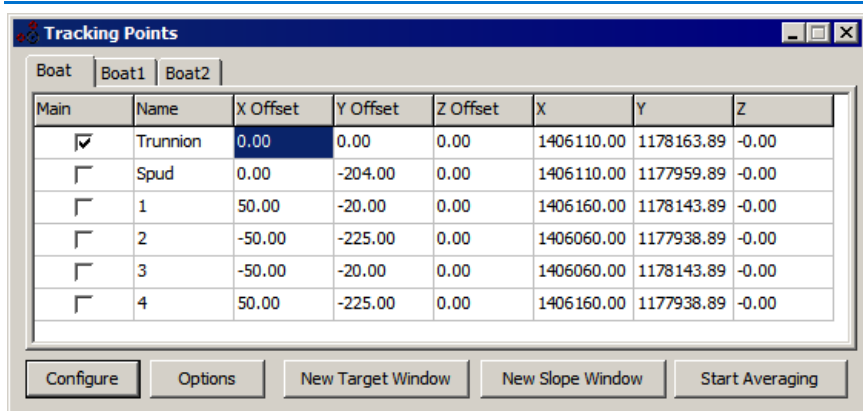 Tracking Points
Boat Boat1 Boat2
Main Name X Offset Y Offset Z Offset X Y Z
Trunnion 0.00 0.00 0.00 1406110.00 1178163.89 -0.00
Spud 0.00 -204.00 0.00 1406110.00 1177959.89 -0.00
1 50.00 -20.00 0.00 1406160.00 1178143.89 -0.00
2 -50.00 -225.00 0.00 1406060.00 1177938.89 -0.00
3 -50.00 -20.00 0.00 1406060.00 1178143.89 -0.00
4 50.00 -225.00 0.00 1406160.00 1177938.89 -0.00
Configure Options New Target Window New Slope Window Start Averaging